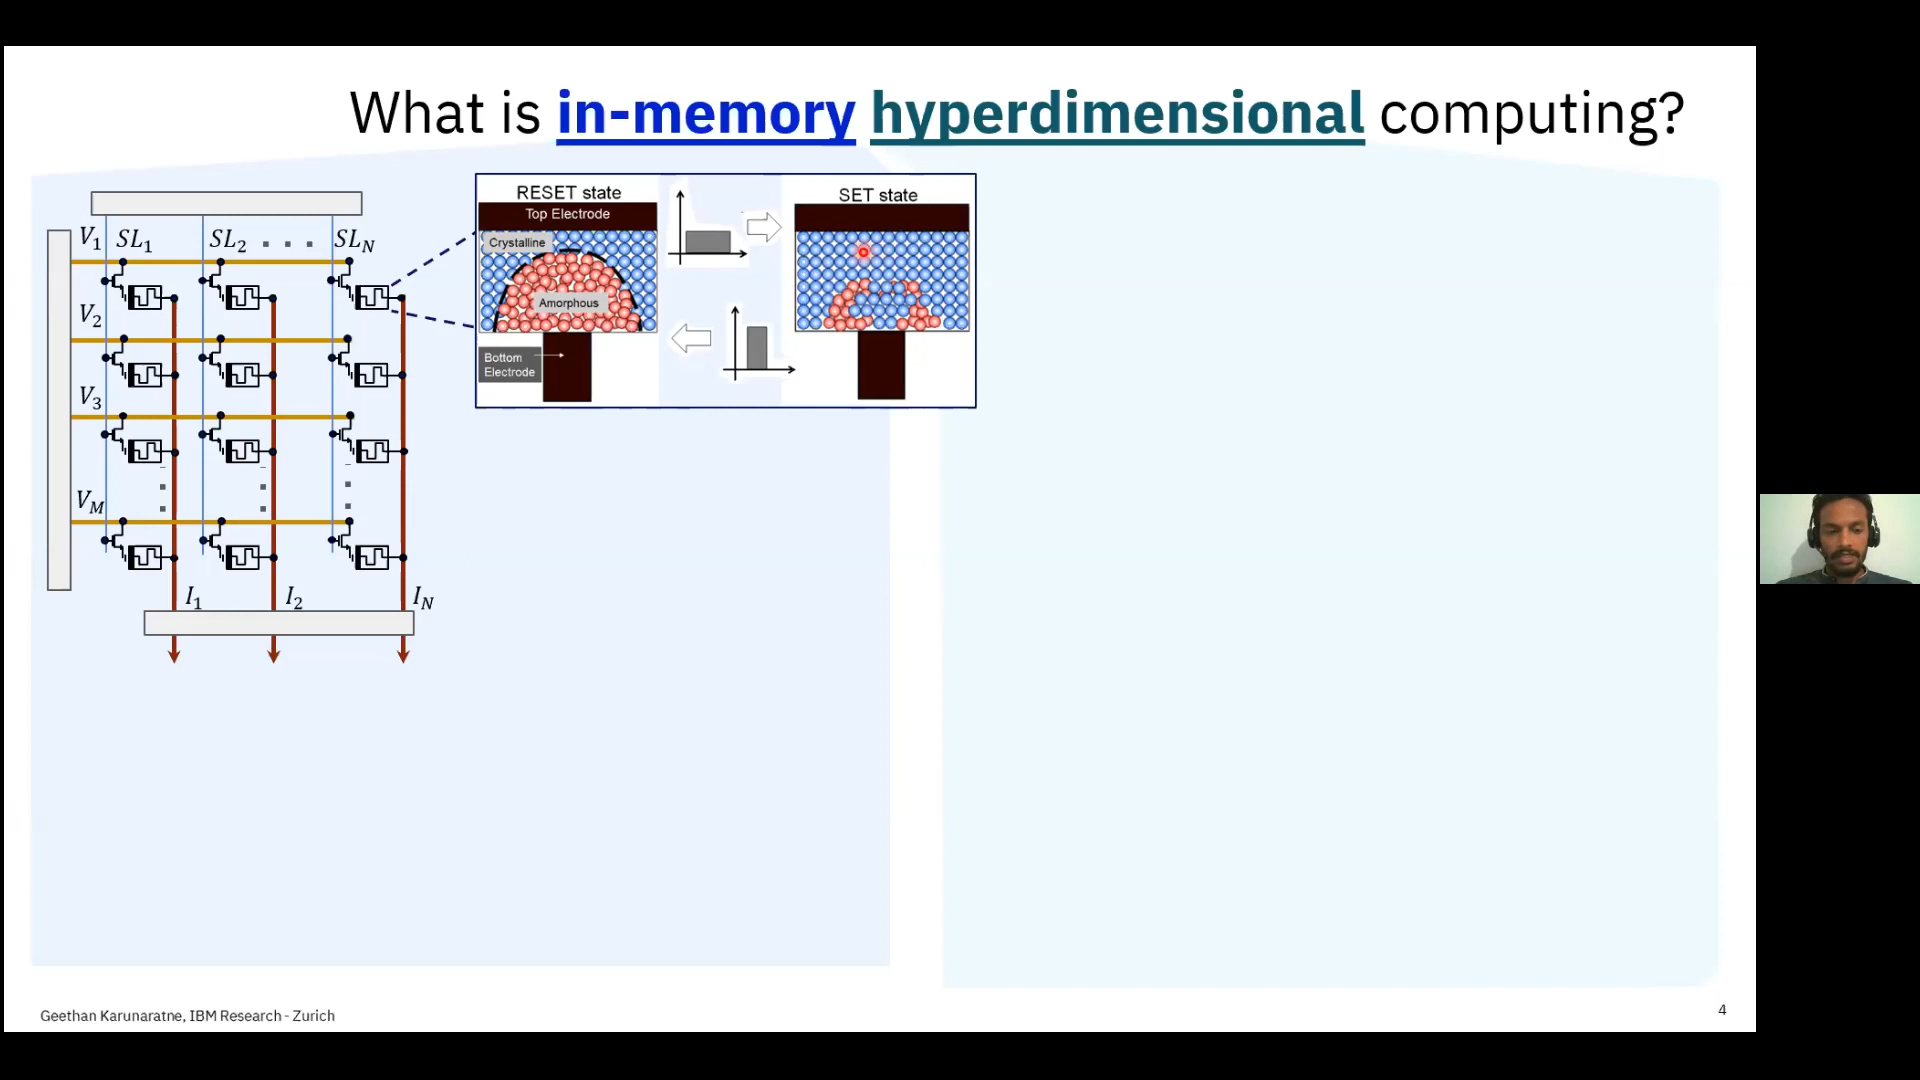 What is in-memory hyperdimensional computing?
RESET state
SET state
Top Electrode
Crystalline
Amorphous
Bottom
Electrode
V1 SL1 SL2 . . . SLN
V2
V3
VM
I1 I2 IN
Geethan Karunaratne, IBM Research - Zurich
4